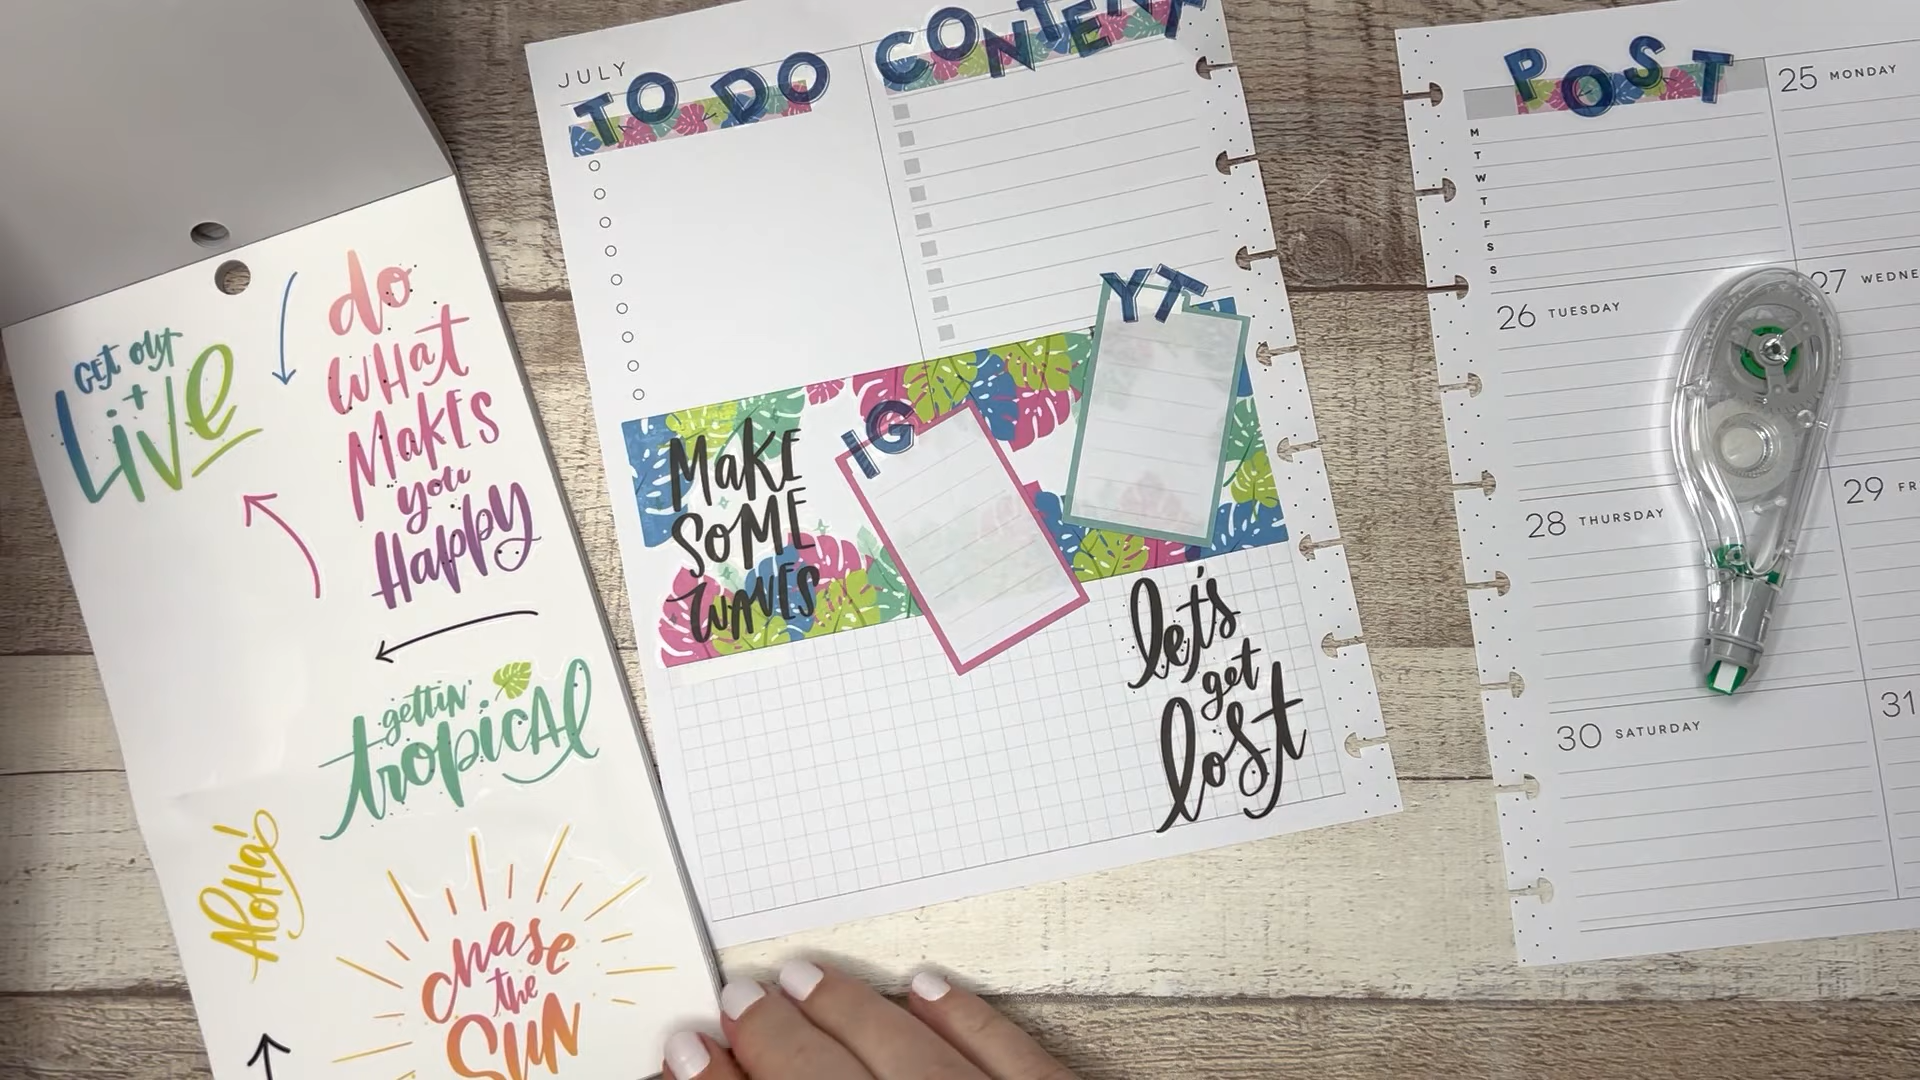 GET OUT
+
LivE
do
WHat
MakEs
you
Happy
gettin'
tropicAl
AloHa!
chase
the
SUN
JULY
TO DO
CONTENT
IG
YT
MakE
SOME
WAVES
let's
get
lost
POST
M
T
W
T
F
S
S
25 MONDAY
26 TUESDAY
27 WEDNE
28 THURSDAY
29 FR
30 SATURDAY
31